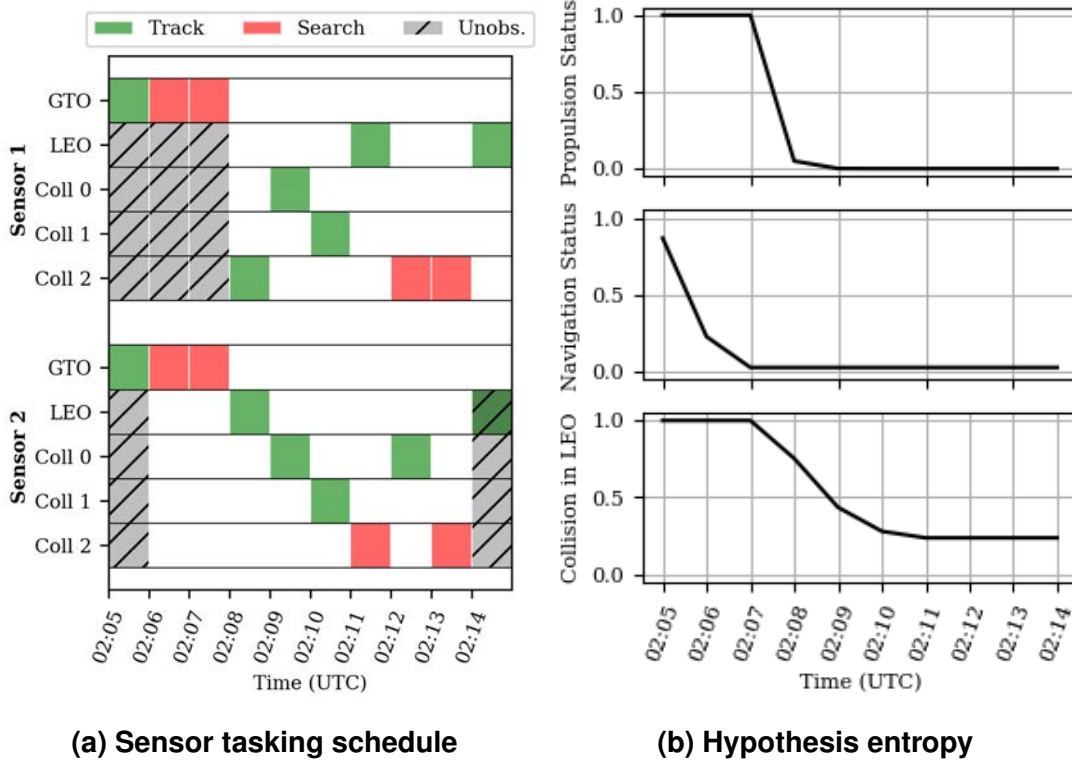 Track Search Unobs.
Sensor 1
GTO
LEO
Coll 0
Coll 1
Coll 2
Sensor 2
GTO
LEO
Coll 0
Coll 1
Coll 2
02:05 02:06 02:07 02:08 02:09 02:10 02:11 02:12 02:13 02:14
Time (UTC)
(a) Sensor tasking schedule
Propulsion Status
1.0
0.5
0.0
Navigation Status
1.0
0.5
0.0
Collision in LEO
1.0
0.5
0.0
02:05 02:06 02:07 02:08 02:09 02:10 02:11 02:12 02:13 02:14
Time (UTC)
(b) Hypothesis entropy